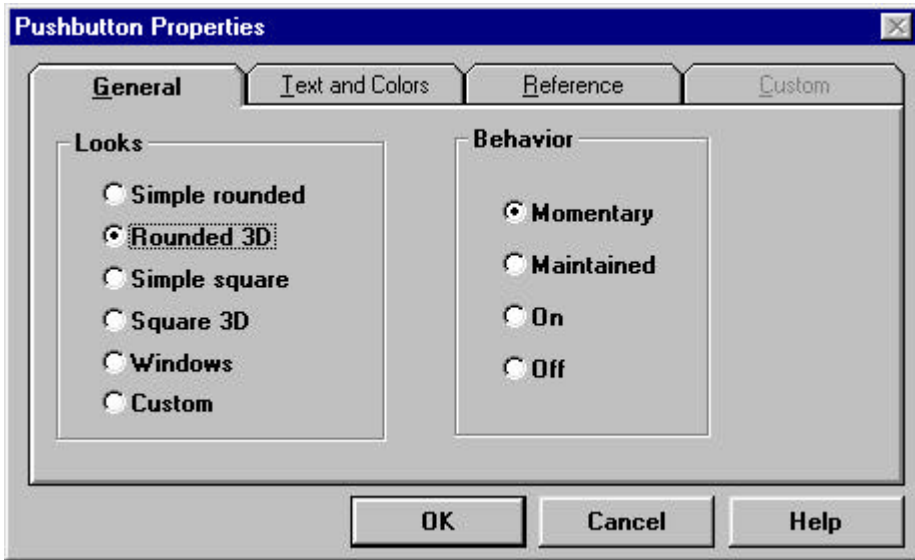 Pushbutton Properties
General
Text and Colors
Reference
Custom
Looks
Simple rounded
Rounded 3D
Simple square
Square 3D
Windows
Custom
Behavior
Momentary
Maintained
On
Off
OK
Cancel
Help